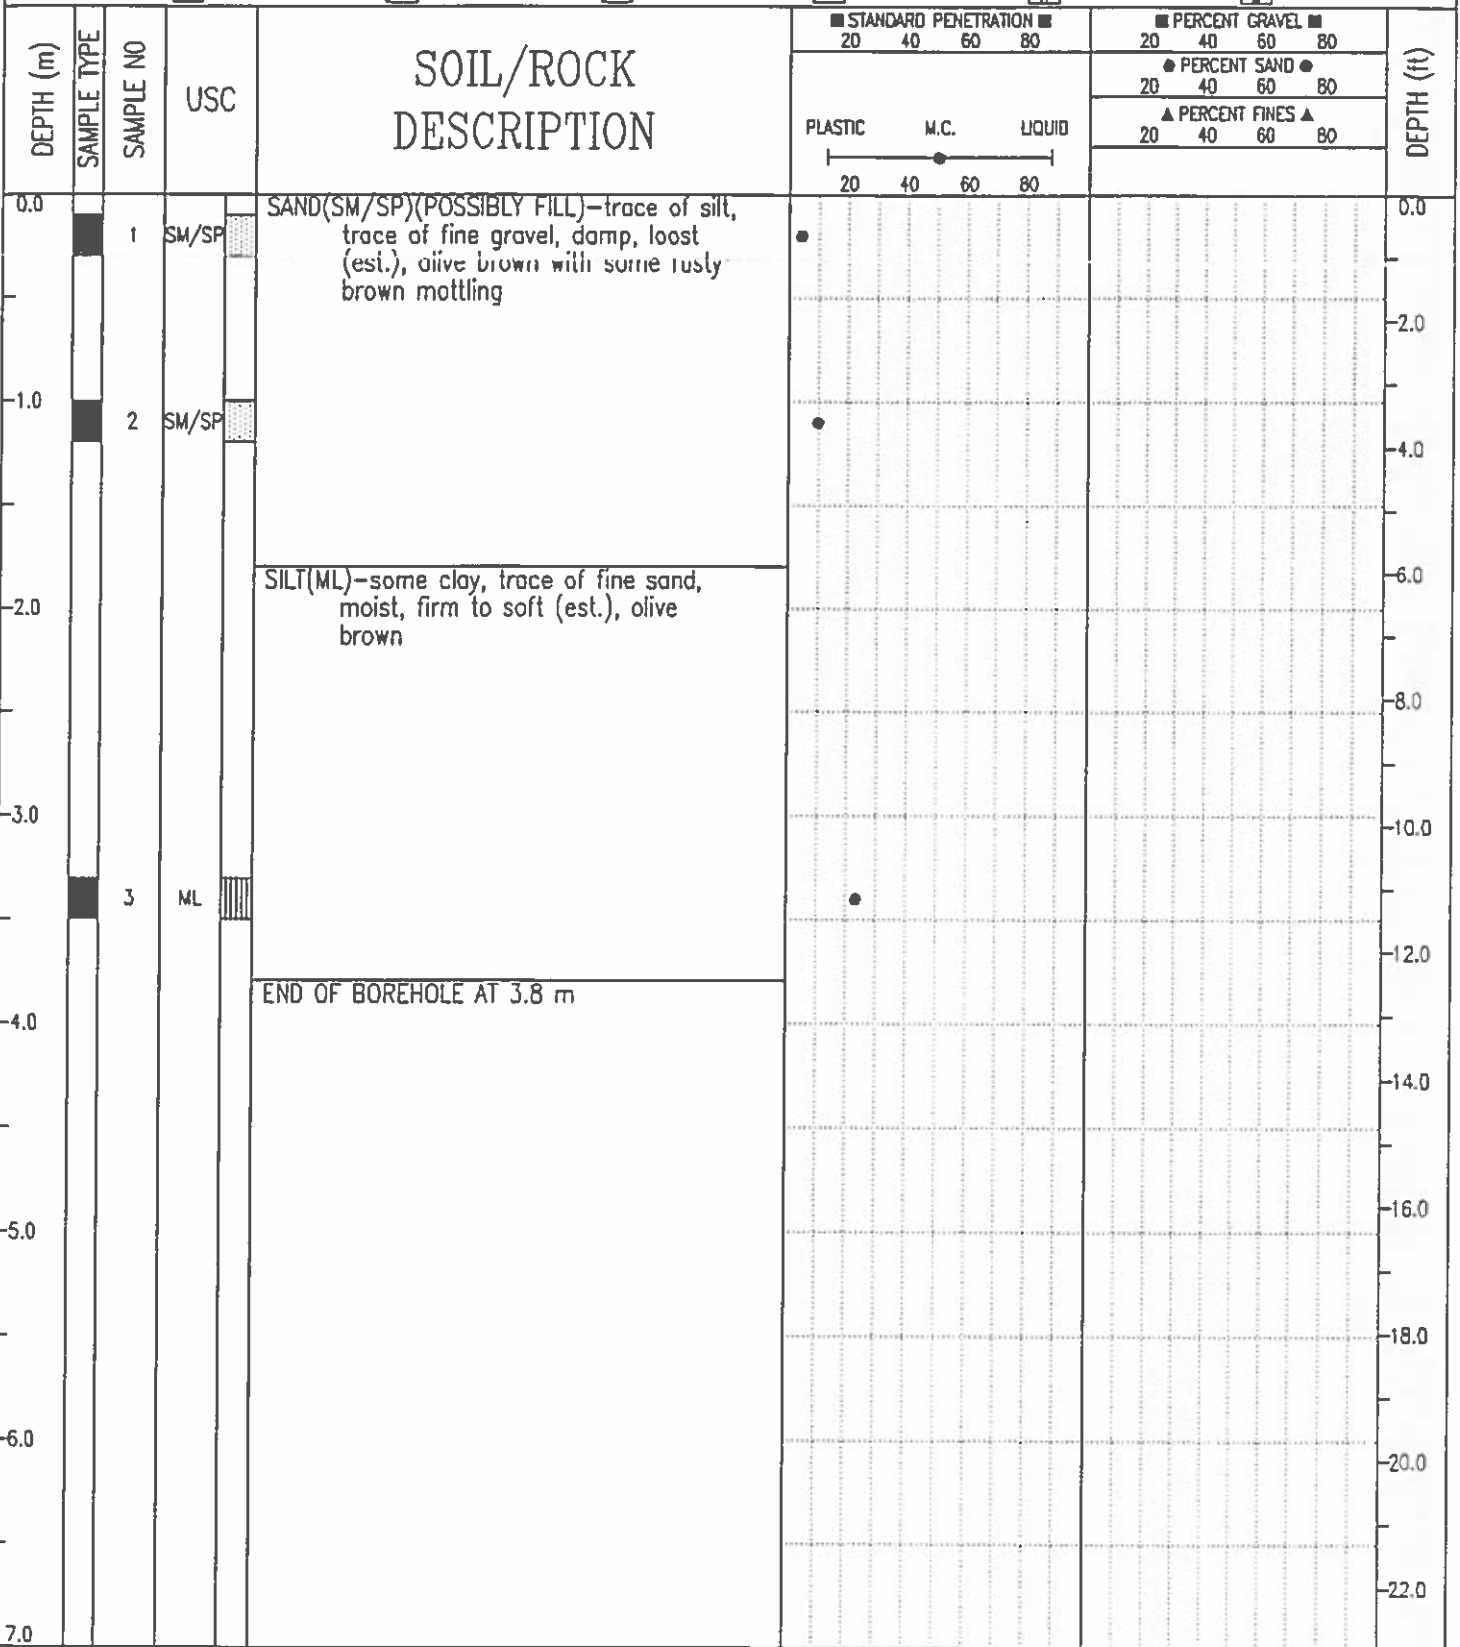 STANDARD PENETRATION
20 40 60 80
PERCENT GRAVEL
20 40 60 80
PERCENT SAND
20 40 60 80
PERCENT FINES
20 40 60 80
DEPTH (m)
SAMPLE TYPE
SAMPLE NO
USC
SOIL/ROCK
DESCRIPTION
PLASTIC M.C. LIQUID
20 40 60 80
DEPTH (ft)
0.0
1 SM/SP
SAND(SM/SP)(POSSIBLY FILL)-trace of silt,
trace of fine gravel, damp, loost
(est.), olive brown with some rusty
brown mottling
0.0
2.0
1.0
2 SM/SP
4.0
SILT(ML)-some clay, trace of fine sand,
moist, firm to soft (est.), olive
brown
6.0
2.0
8.0
3.0
10.0
3 ML
12.0
END OF BOREHOLE AT 3.8 m
4.0
14.0
16.0
5.0
18.0
6.0
20.0
22.0
7.0